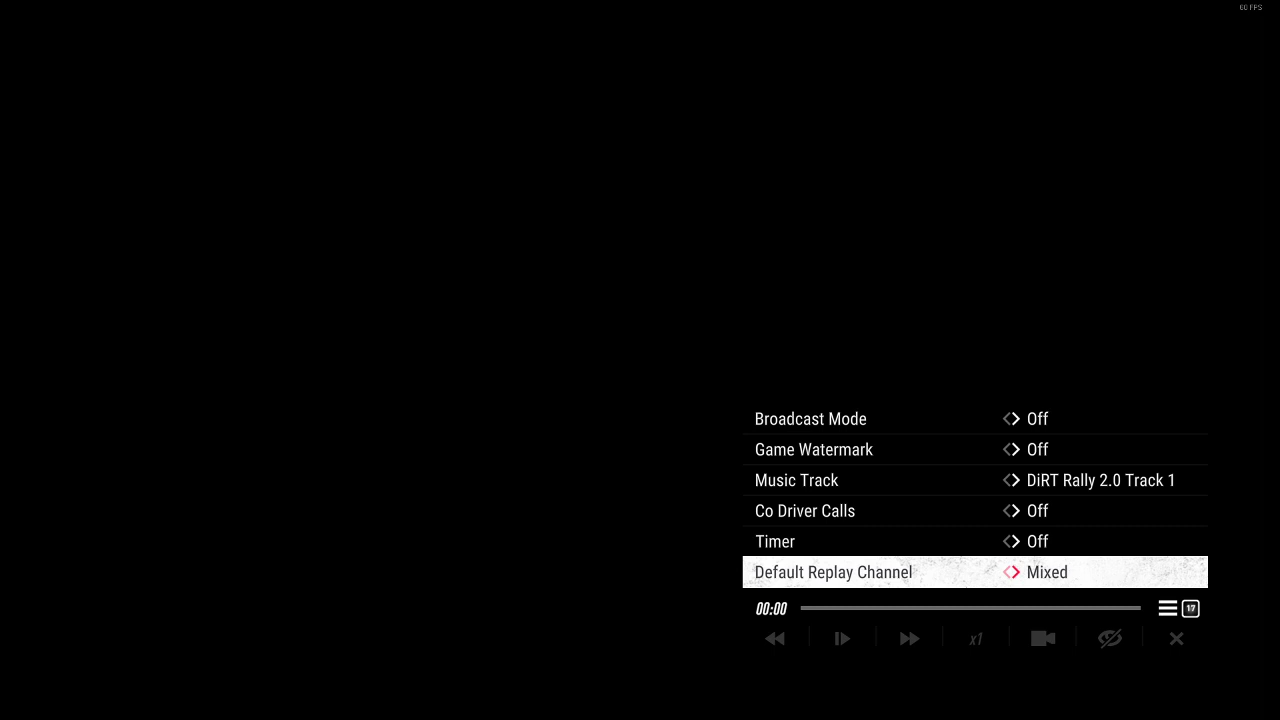 60 FPS
Broadcast Mode Off
Game Watermark Off
Music Track DiRT Rally 2.0 Track 1
Co Driver Calls Off
Timer Off
Default Replay Channel Mixed
00:00 17
x1